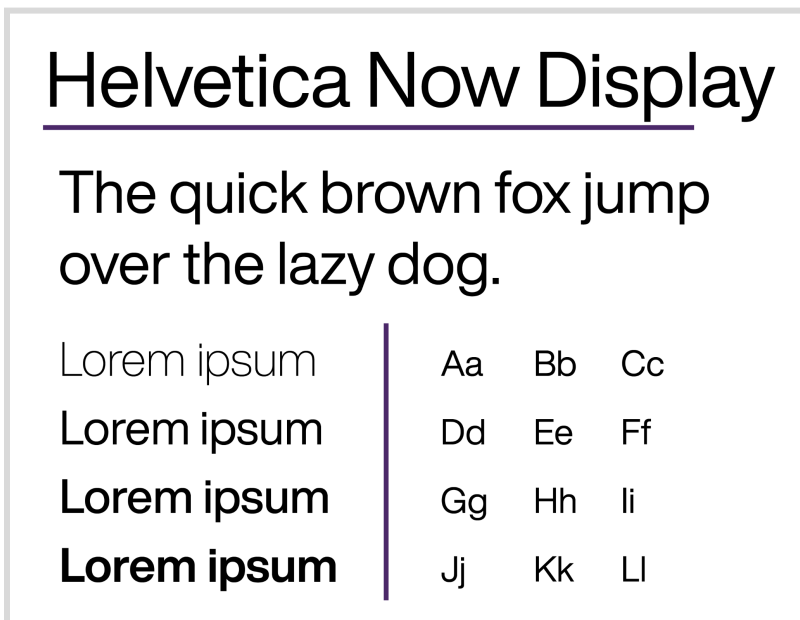 Helvetica Now Display
The quick brown fox jump
over the lazy dog.
Lorem ipsum
Lorem ipsum
Lorem ipsum
Lorem ipsum
Aa Bb Cc
Dd Ee Ff
Gg Hh Ii
Jj Kk Ll